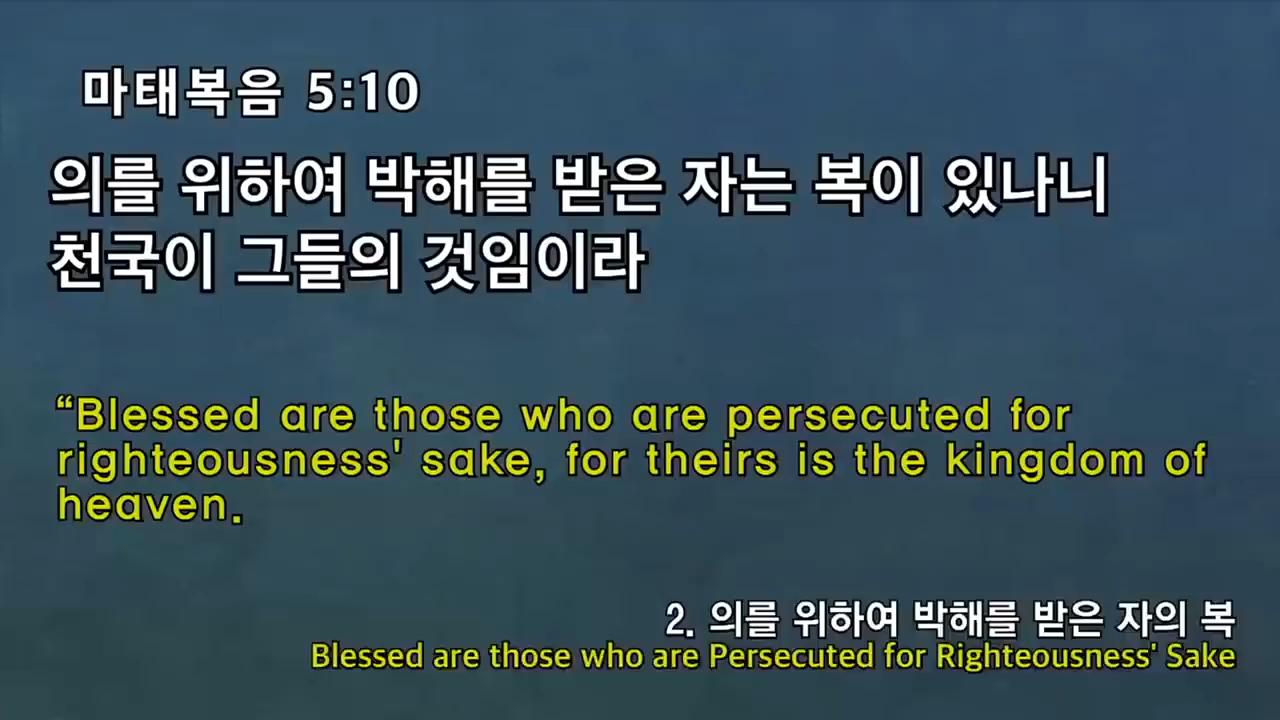 마태복음 5:10
의를 위하여 박해를 받은 자는 복이 있나니
천국이 그들의 것임이라
“Blessed are those who are persecuted for
righteousness' sake, for theirs is the kingdom of
heaven.
2. 의를 위하여 박해를 받은 자의 복
Blessed are those who are Persecuted for Righteousness' Sake